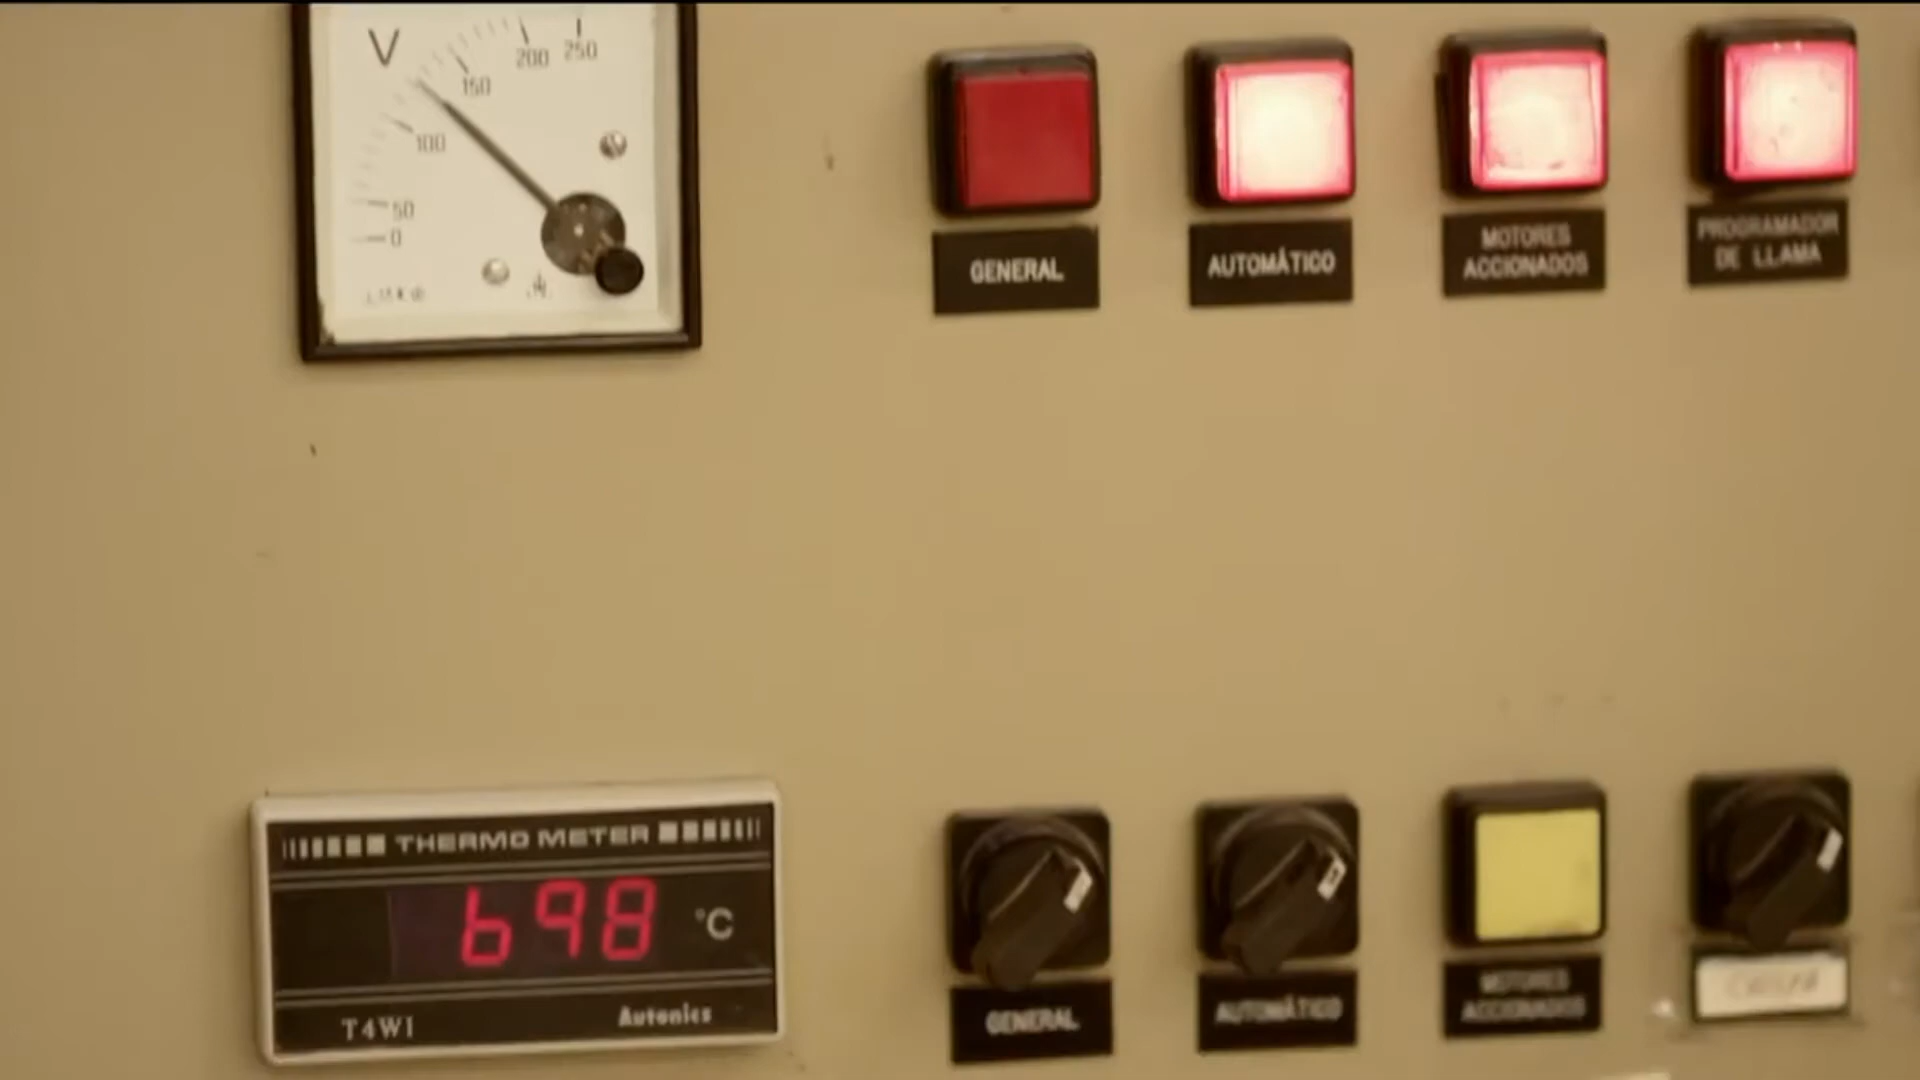 V
0
50
100
150
200
250
GENERAL
AUTOMÁTICO
MOTORES
ACCIONADOS
PROGRAMADOR
DE LLAMA
THERMO METER
698 °C
T4WI Autonics
GENERAL
AUTOMÁTICO
MOTORES
ACCIONADOS